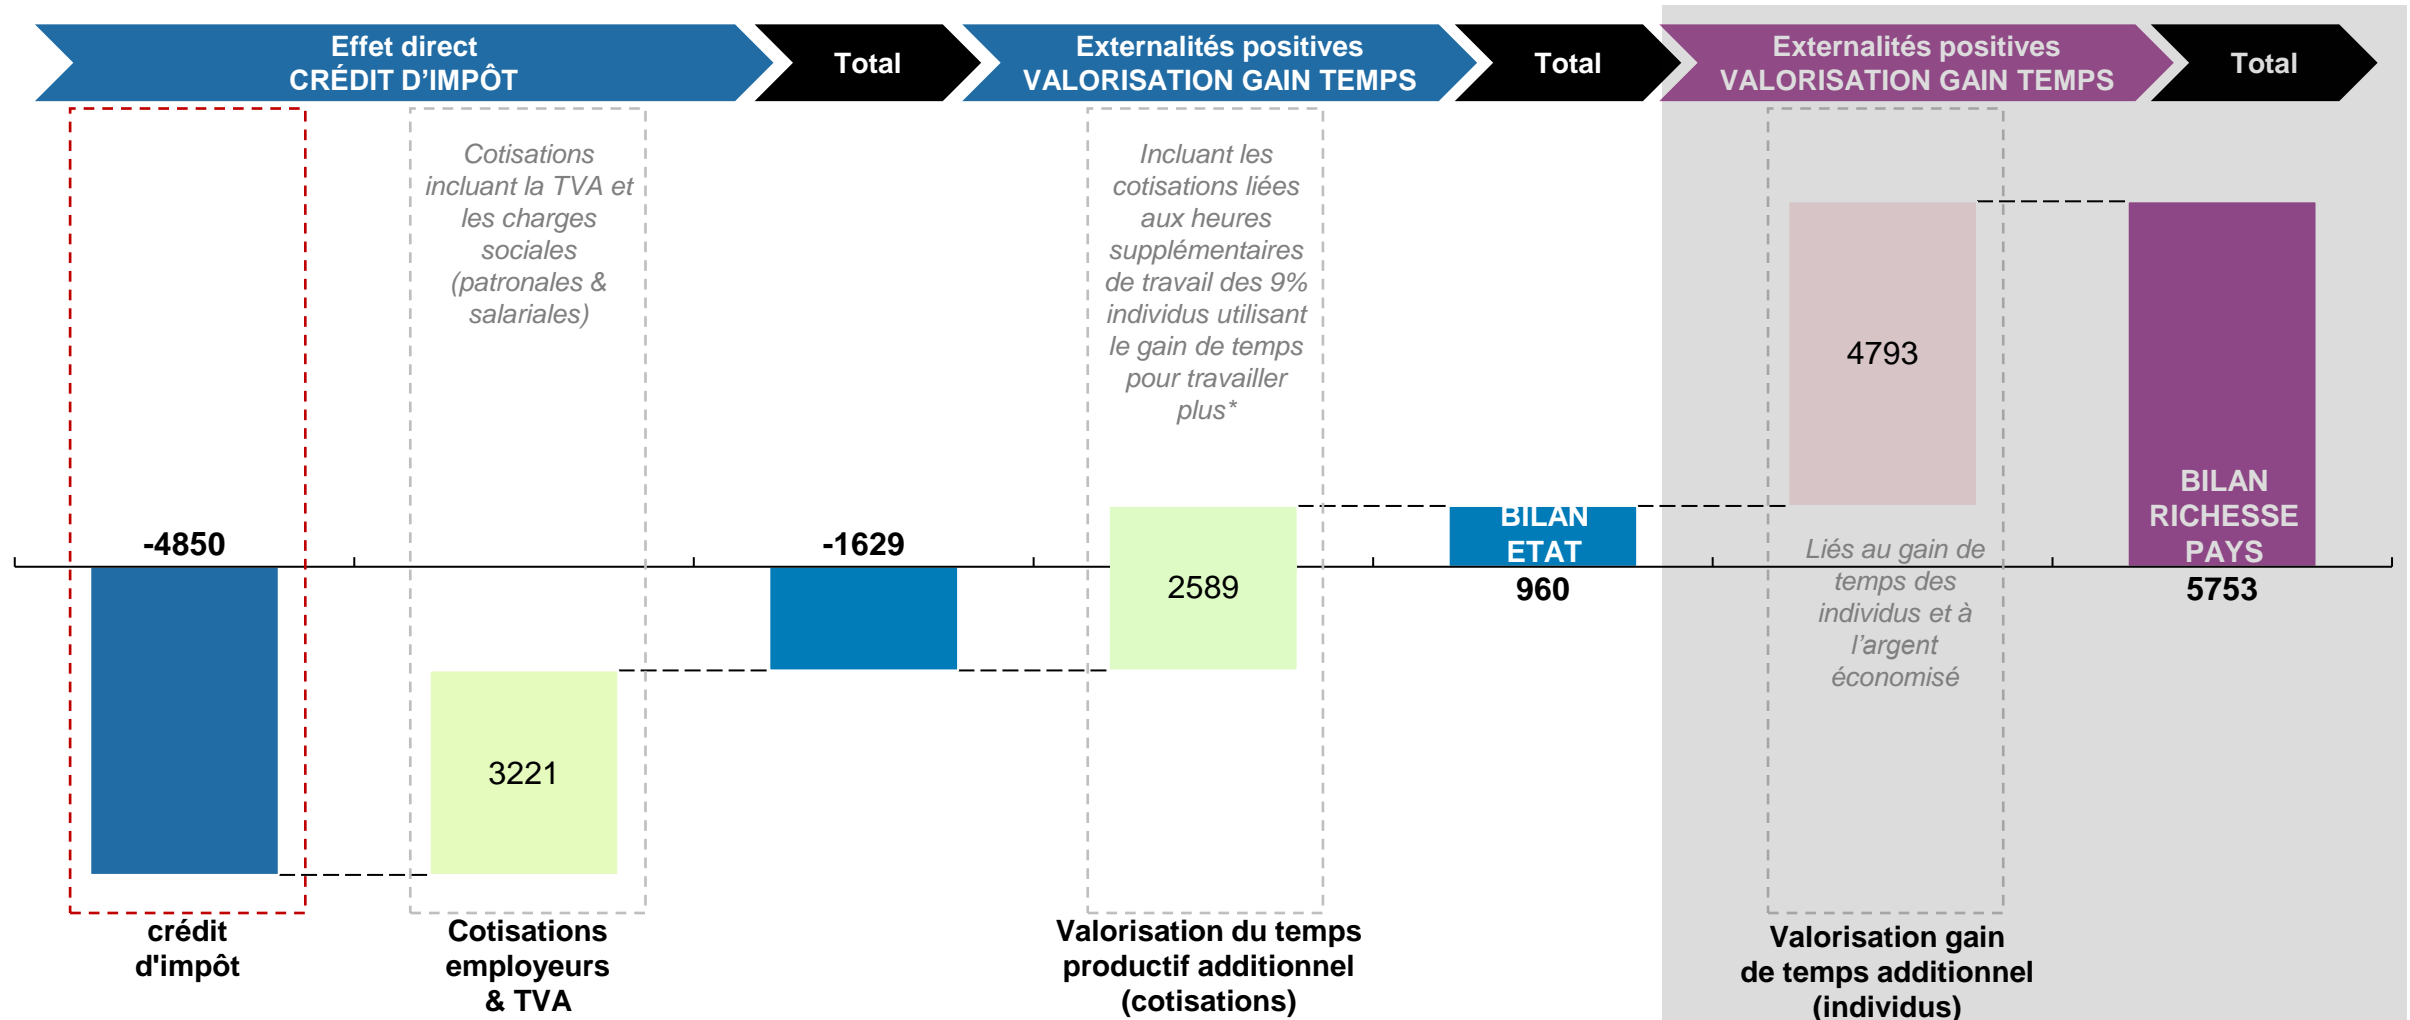 Effet direct
CRÉDIT D’IMPÔT
Total
Externalités positives
VALORISATION GAIN TEMPS
Total
Externalités positives
VALORISATION GAIN TEMPS
Total
Cotisations
incluant la TVA et
les charges
sociales
(patronales &
salariales)
Incluant les
cotisations liées
aux heures
supplémentaires
de travail des 9%
individus utilisant
le gain de temps
pour travailler
plus*
-4850
3221
-1629
2589
BILAN
ETAT
960
4793
Liés au gain de
temps des
individus et à
l’argent
économisé
BILAN
RICHESSE
PAYS
5753
crédit
d'impôt
Cotisations
employeurs
& TVA
Valorisation du temps
productif additionnel
(cotisations)
Valorisation gain
de temps additionnel
(individus)